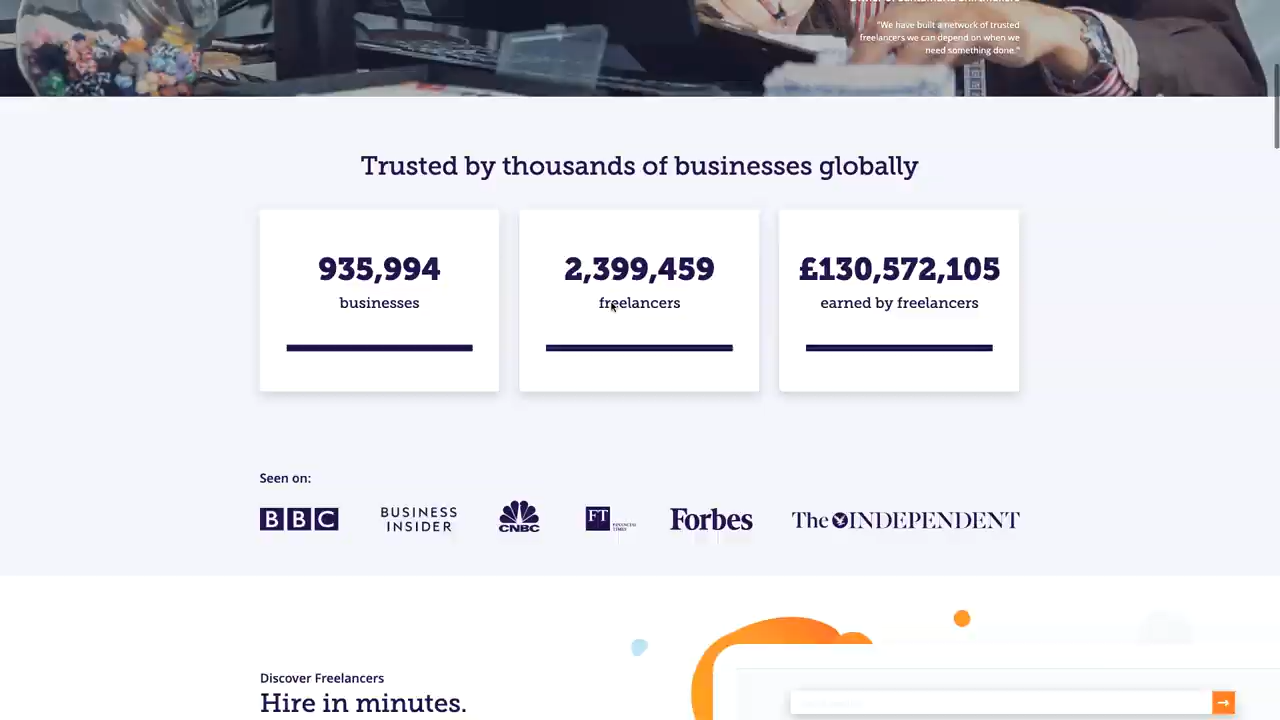 "We have built a network of trusted
freelancers we can depend on when we
need something done."
Trusted by thousands of businesses globally
935,994
businesses
2,399,459
freelancers
£130,572,105
earned by freelancers
Seen on:
BBC
BUSINESS
INSIDER
CNBC
FT
FINANCIAL
TIMES
Forbes
The INDEPENDENT
Discover Freelancers
Hire in minutes.